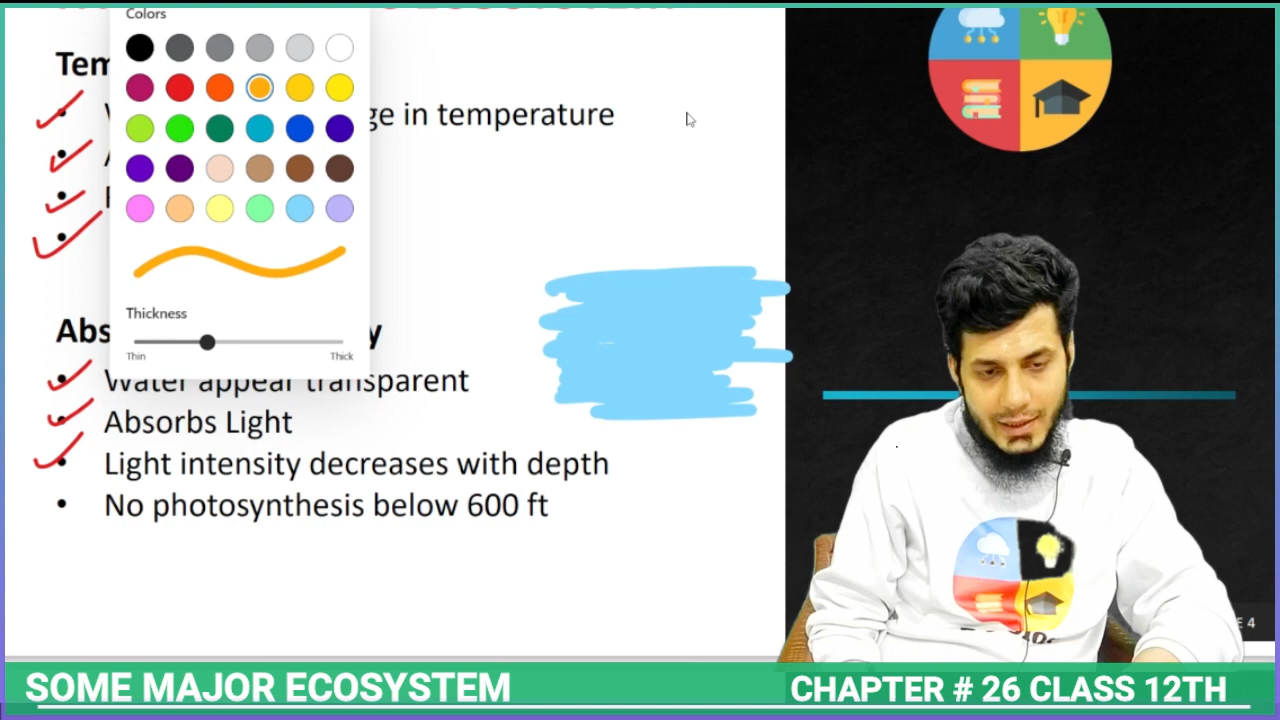 Colors
Tem
ge in temperature
Abs y
Thickness
Thin Thick
Water appear transparent
Absorbs Light
Light intensity decreases with depth
No photosynthesis below 600 ft
E 4
SOME MAJOR ECOSYSTEM
CHAPTER # 26 CLASS 12TH